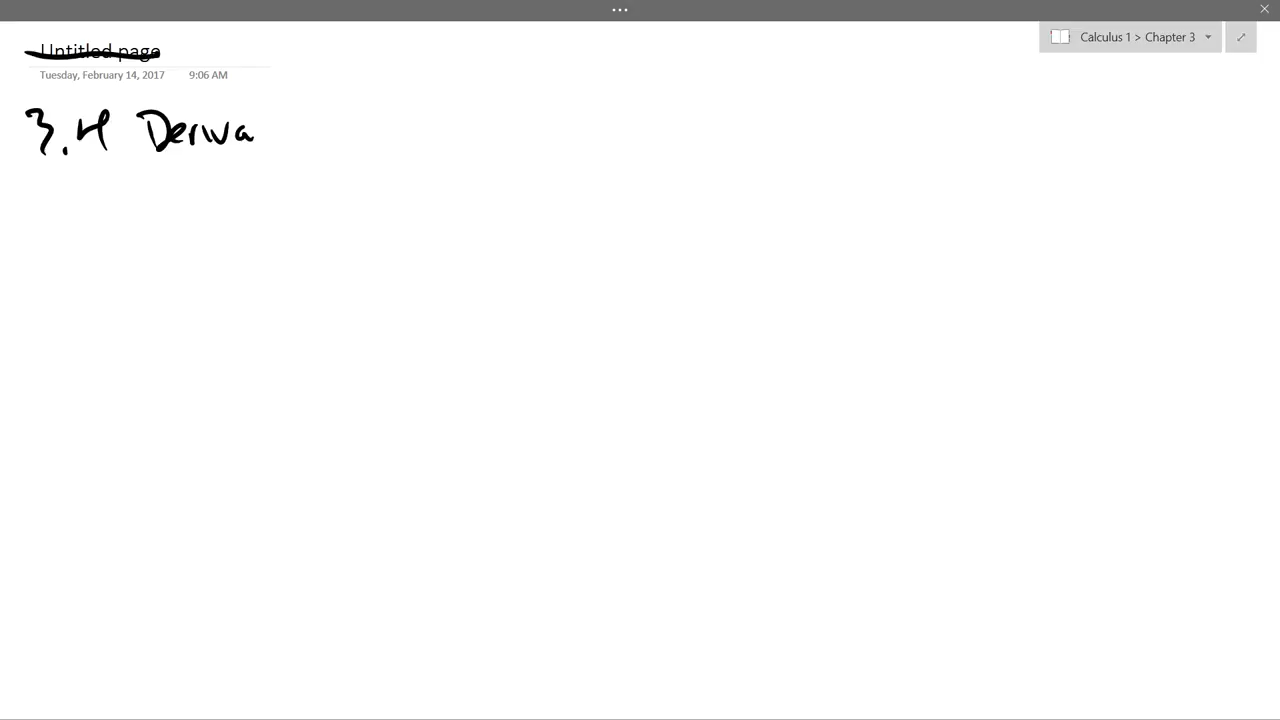 Calculus 1 > Chapter 3
Untitled page
Tuesday, February 14, 2017 9:06 AM
3.4 Deriva